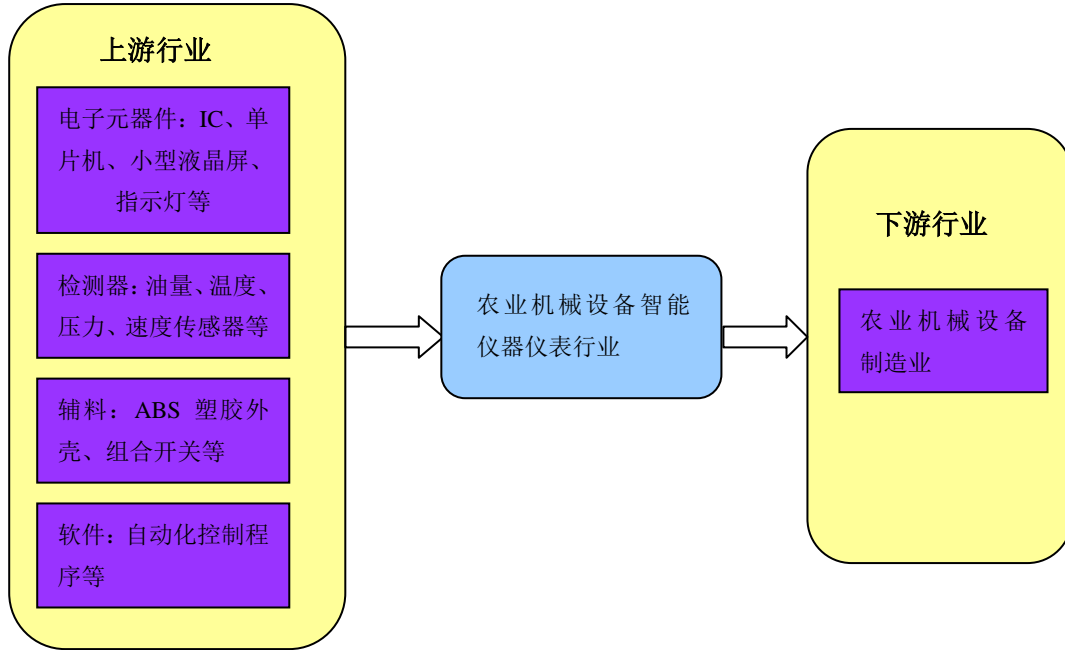 上游行业
电子元器件：IC、单
片机、小型液晶屏、
指示灯等
检测器：油量、温度、
压力、速度传感器等
辅料：ABS 塑胶外
壳、组合开关等
软件：自动化控制程
序等
农业机械设备智能
仪器仪表行业
下游行业
农业机械设备
制造业